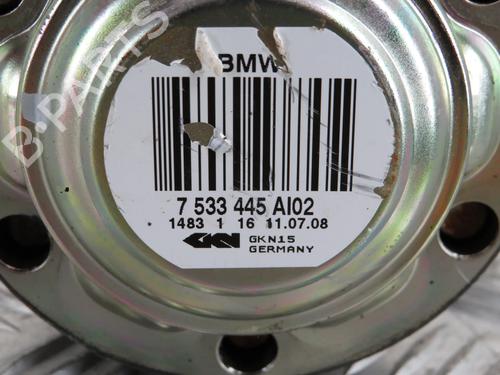 B·PARTS
BMW
7 533 445 AI02
1483 1 16 11.07.08
GKN
GKN15
GERMANY